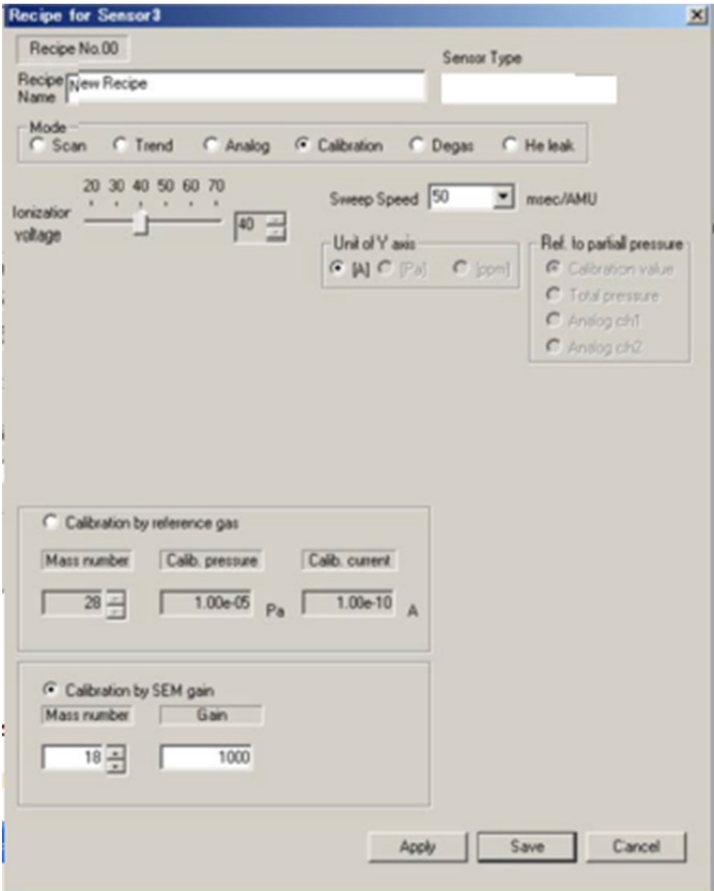 Recipe for Sensor3
Recipe No.00
Sensor Type
Recipe Name New Recipe
Mode
Scan Trend Analog Calibration Degas He leak
20 30 40 50 60 70
Ionization voltage 40
Sweep Speed 50 msec/AMU
Unit of Y axis
[A] [Pa] [ppm]
Ref. to partiall pressure
Calibration value
Total pressure
Analog ch1
Analog ch2
Calibration by reference gas
Mass number Calib. pressure Calib. current
28 1.00e-05 Pa 1.00e-10 A
Calibration by SEM gain
Mass number Gain
18 1000
Apply Save Cancel